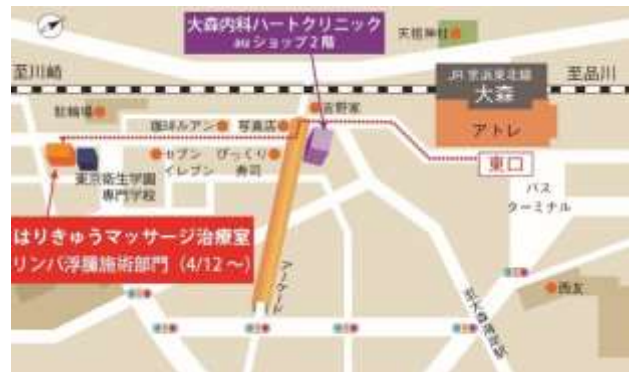 大森内科ハートクリニック
auショップ2階
天祖神社
至川崎
JR 京浜東北線
大森
至品川
駐輪場
珈琲ルアン
写真店
吉野家
アトレ
セブン
イレブン
びっくり
寿司
東口
東京衛生学園
専門学校
バス
ターミナル
はりきゅうマッサージ治療室
リンパ浮腫施術部門（4/12～）
アーケード
西友